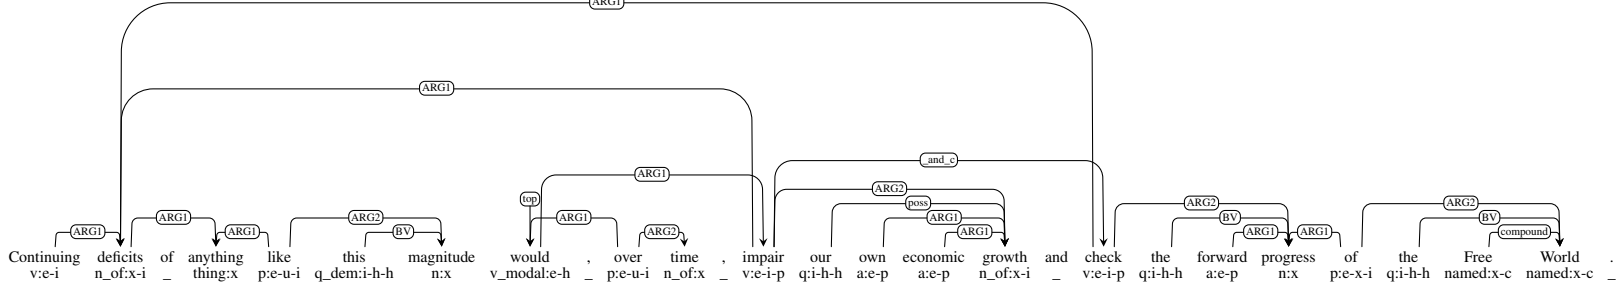 ARG1
ARG1
_and_c
ARG1
ARG2
top poss ARG2 ARG2
ARG1 ARG2 ARG1 ARG1 BV BV
ARG1 ARG1 BV ARG2 ARG1 ARG1 ARG1 compound
Continuing deficits of anything like this magnitude would , over time , impair our own economic growth and check the forward progress of the Free World .
v:e-i n_of:x-i _ thing:x p:e-u-i q_dem:i-h-h n:x v_modal:e-h _ p:e-u-i n_of:x _ v:e-i-p q:i-h-h a:e-p a:e-p n_of:x-i _ v:e-i-p q:i-h-h a:e-p n:x p:e-x-i q:i-h-h named:x-c named:x-c _